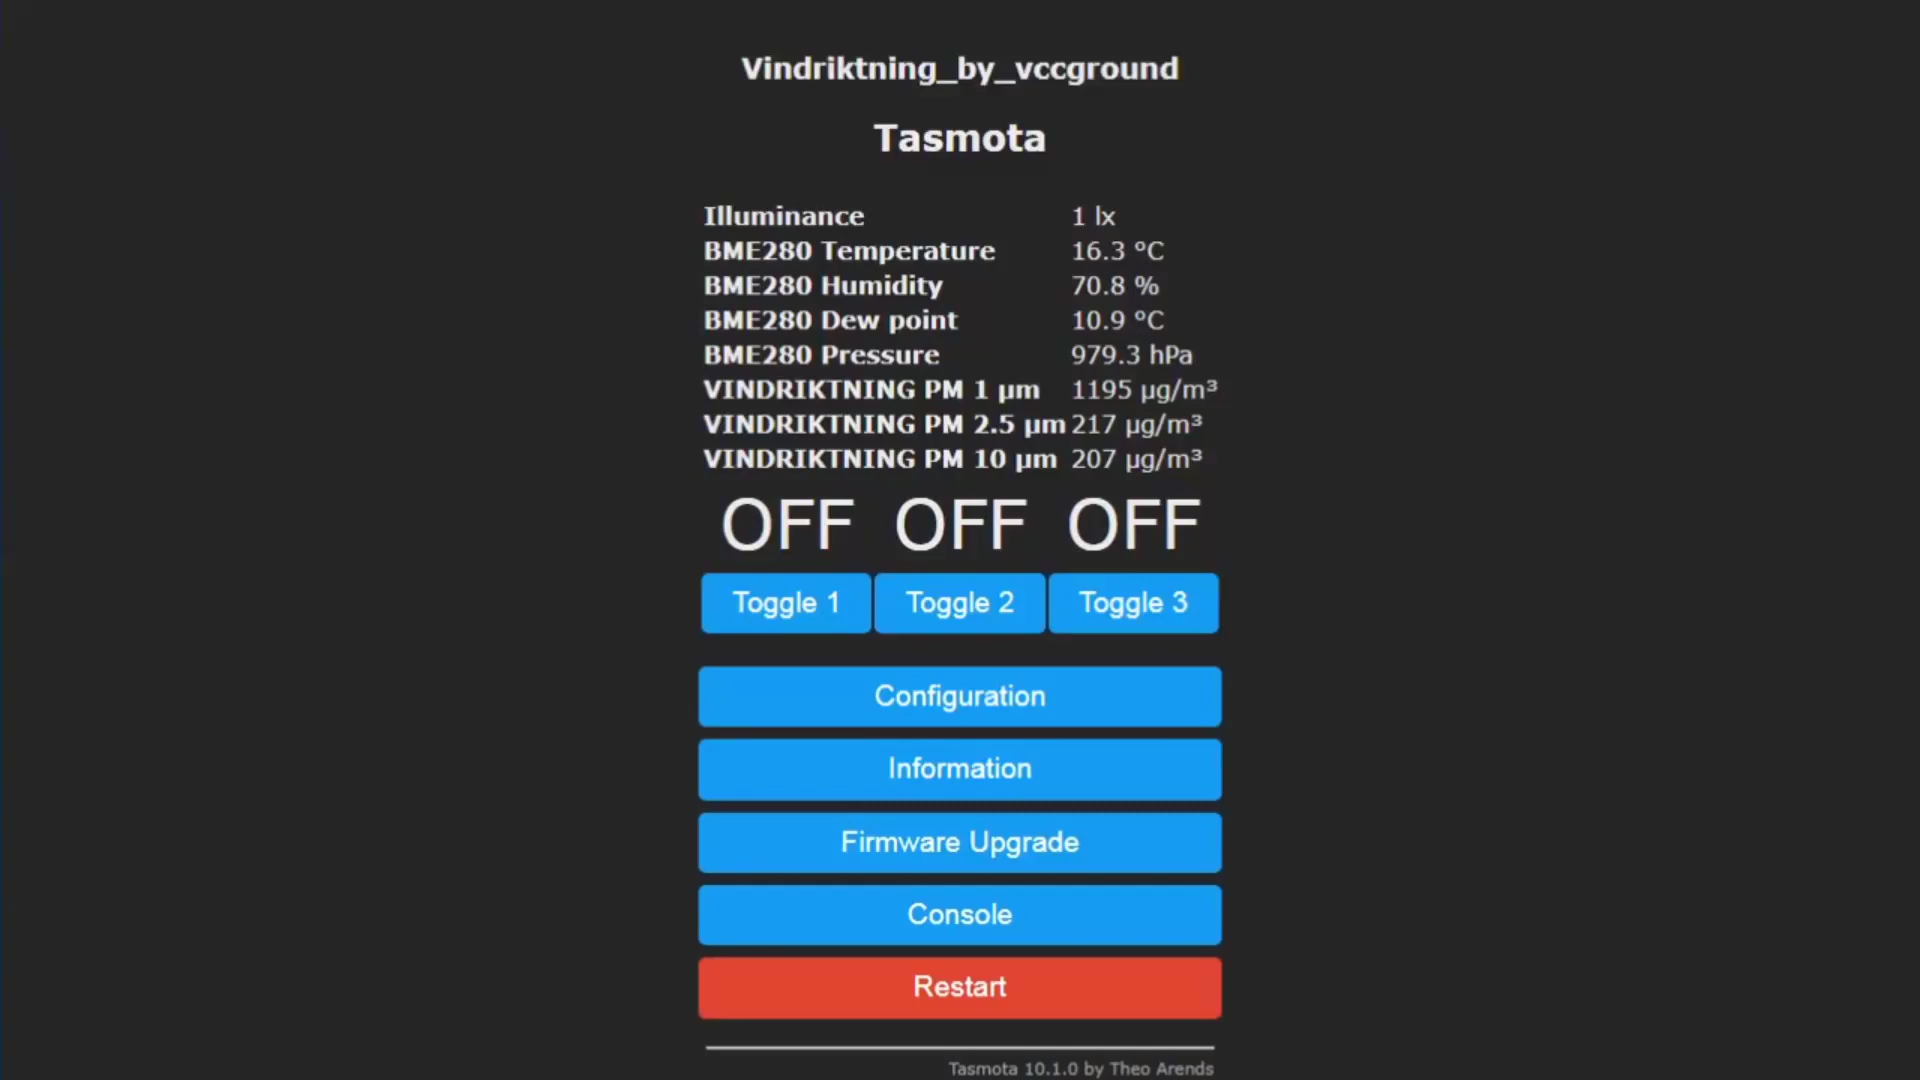 Vindriktning_by_vccground
Tasmota
Illuminance 1 lx
BME280 Temperature 16.3 °C
BME280 Humidity 70.8 %
BME280 Dew point 10.9 °C
BME280 Pressure 979.3 hPa
VINDRIKTNING PM 1 µm 1195 µg/m³
VINDRIKTNING PM 2.5 µm 217 µg/m³
VINDRIKTNING PM 10 µm 207 µg/m³
OFF OFF OFF
Toggle 1 Toggle 2 Toggle 3
Configuration
Information
Firmware Upgrade
Console
Restart
Tasmota 10.1.0 by Theo Arends